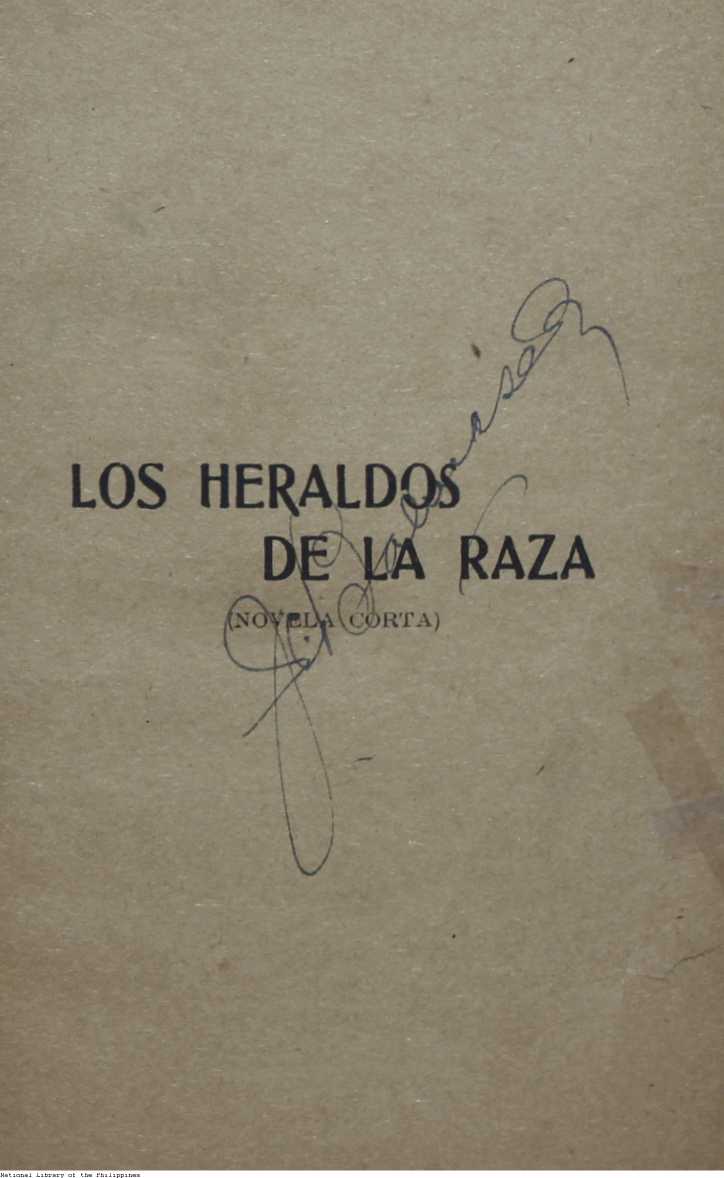 LOS HERALDOS
DE LA RAZA
(NOVELA CORTA)
National Library of the Philippines